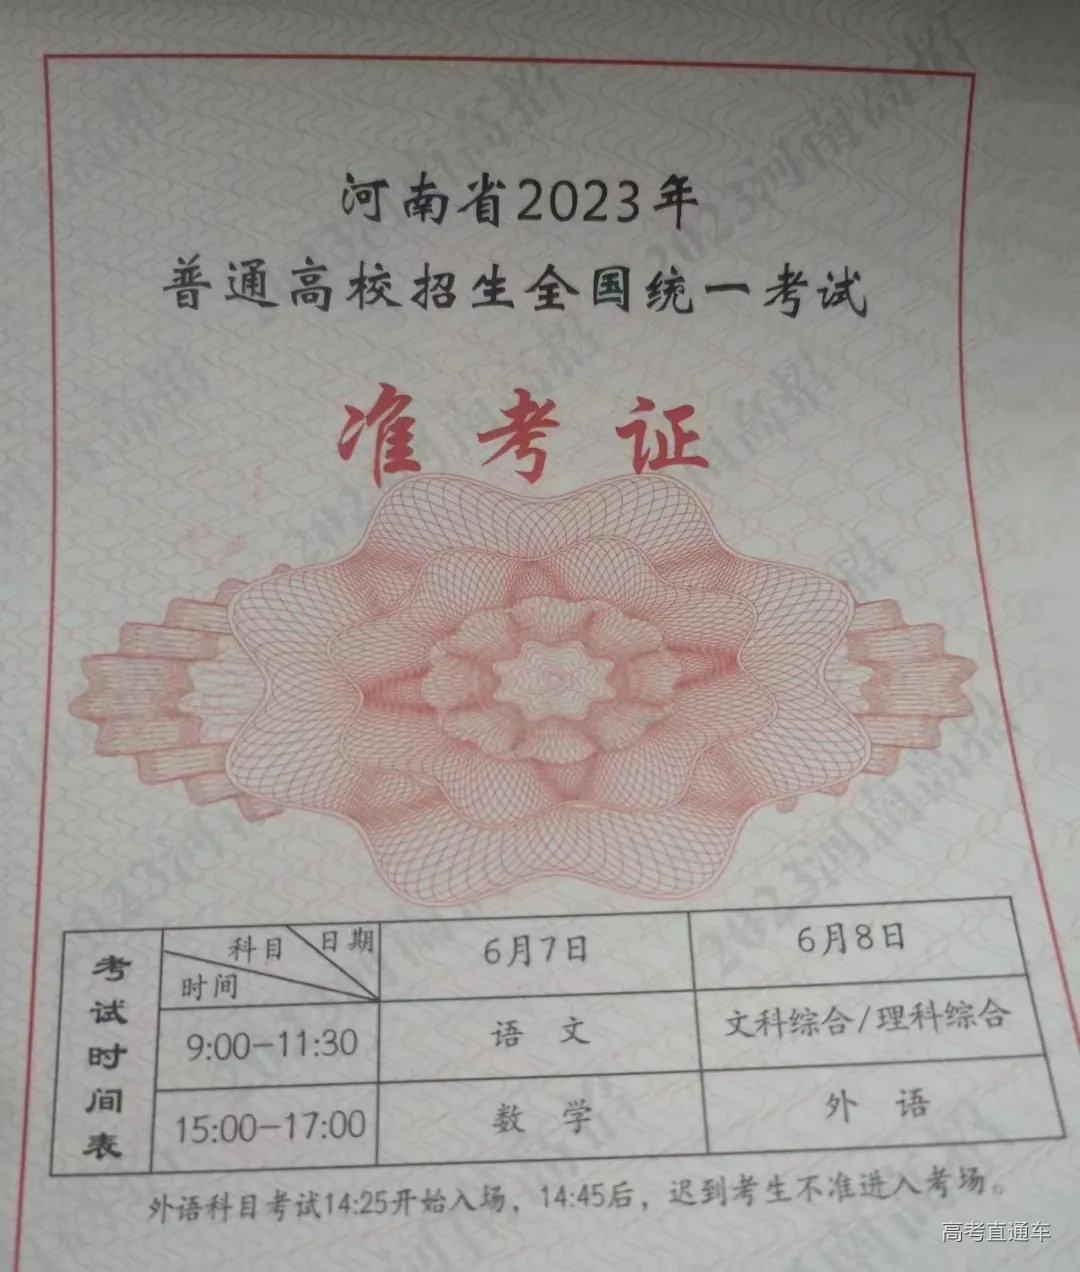 河南省2023年
普通高校招生全国统一考试
准考证
考试时间表
科目 日期
时间
6月7日 6月8日
9:00-11:30 语文 文科综合/理科综合
15:00-17:00 数学 外语
外语科目考试14:25开始入场，14:45后，迟到考生不准进入考场。
高考直通车